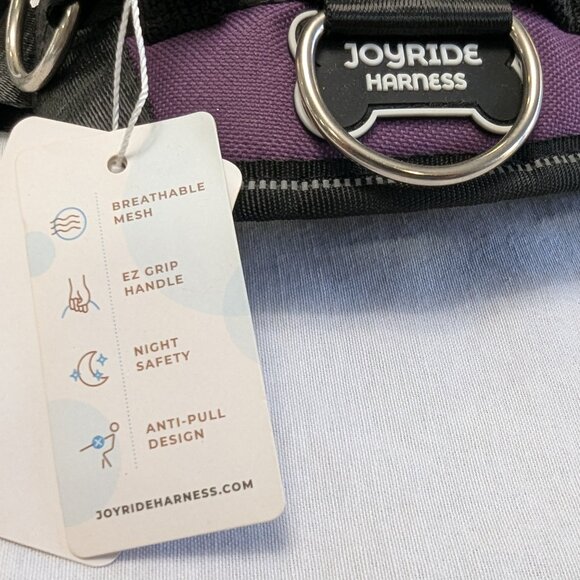 JOYRIDE
HARNESS
BREATHABLE
MESH
EZ GRIP
HANDLE
NIGHT
SAFETY
ANTI-PULL
DESIGN
JOYRIDEHARNESS.COM